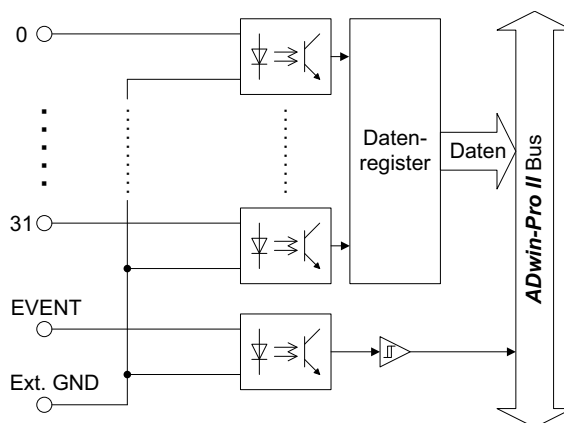 0
Daten-
register
Daten
31
EVENT
Ext. GND
ADwin-Pro II Bus